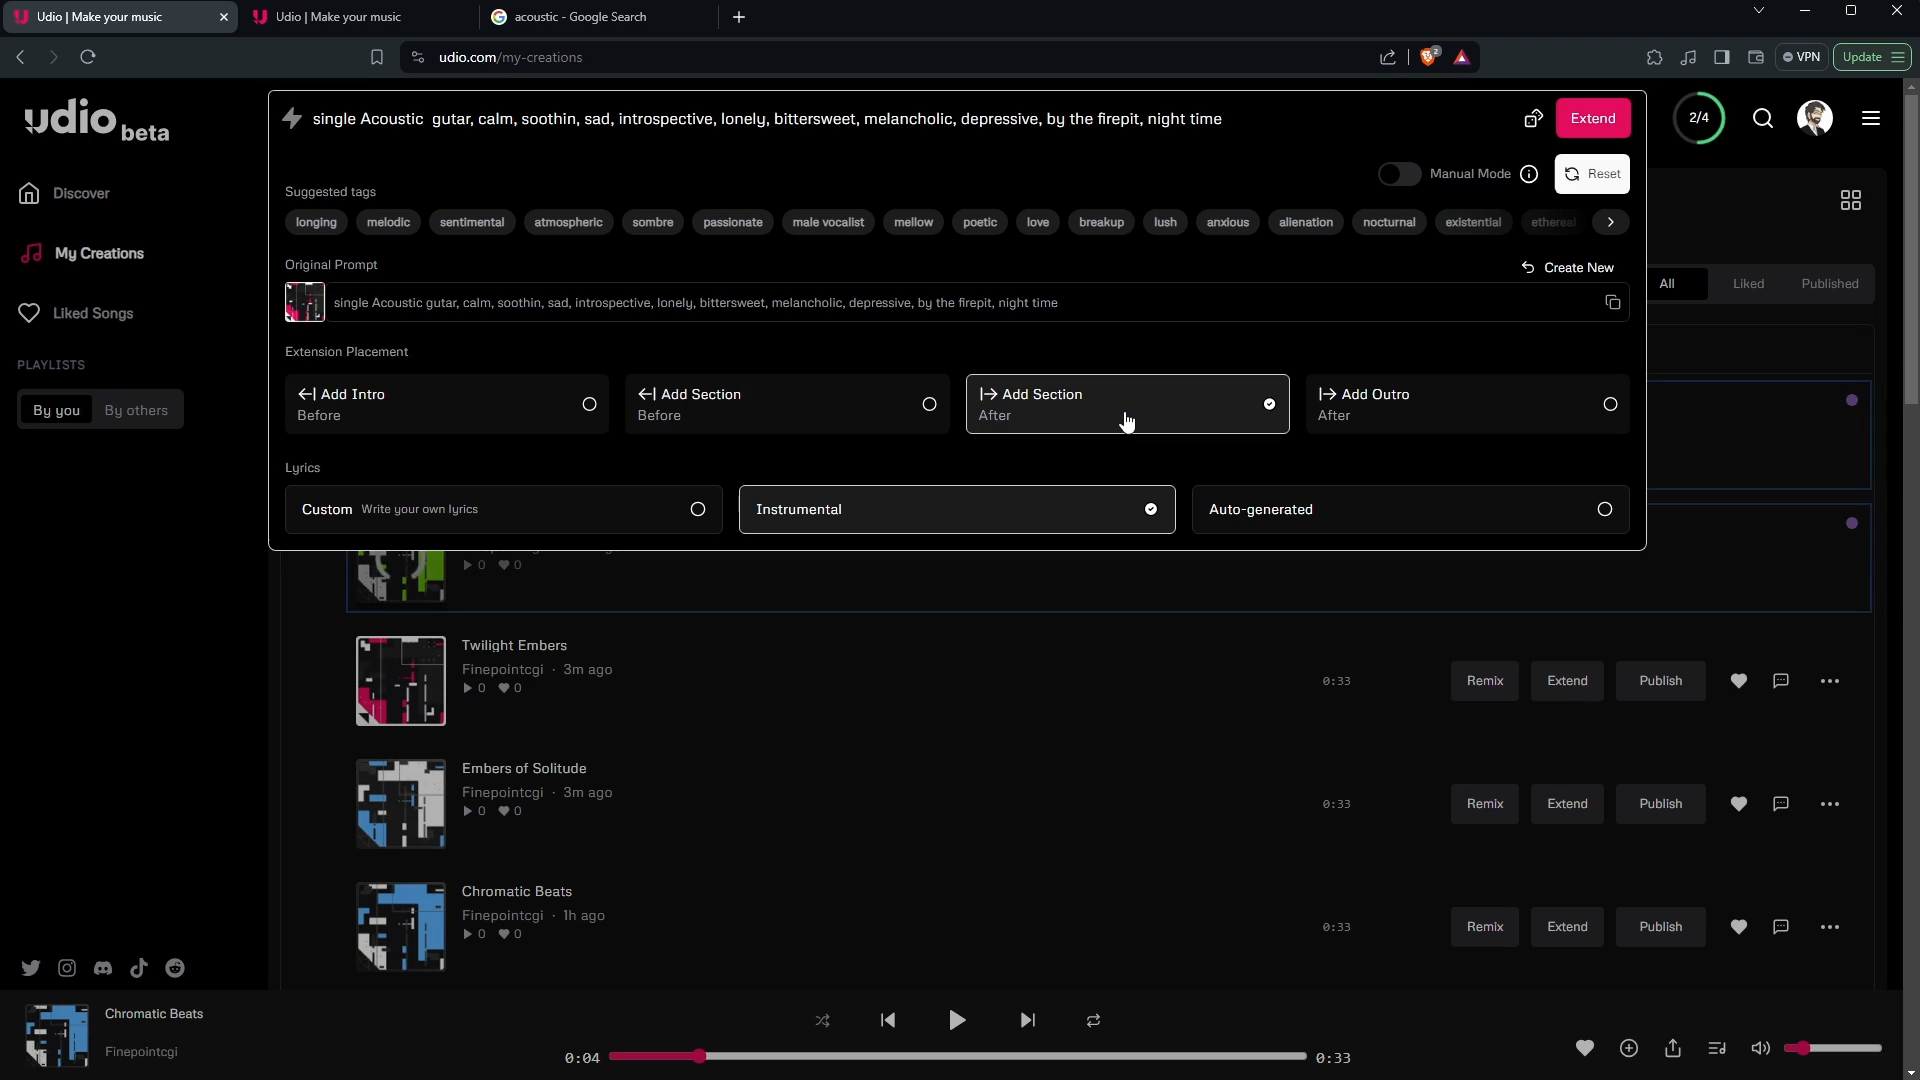 Udio | Make your music
Udio | Make your music
acoustic - Google Search
udio.com/my-creations
2
VPN
Update
udio beta
single Acoustic  gutar, calm, soothin, sad, introspective, lonely, bittersweet, melancholic, depressive, by the firepit, night time
Extend
2/4
Manual Mode
Reset
Suggested tags
longing melodic sentimental atmospheric sombre passionate male vocalist mellow poetic love breakup lush anxious alienation nocturnal existential ethereal
Original Prompt
Create New
single Acoustic gutar, calm, soothin, sad, introspective, lonely, bittersweet, melancholic, depressive, by the firepit, night time
Extension Placement
Add Intro
Before
Add Section
Before
Add Section
After
Add Outro
After
Lyrics
Custom Write your own lyrics
Instrumental
Auto-generated
Discover
My Creations
Liked Songs
PLAYLISTS
By you By others
All Liked Published
0 0
Twilight Embers
Finepointcgi · 3m ago
0 0
0:33
Remix Extend Publish
Embers of Solitude
Finepointcgi · 3m ago
0 0
0:33
Remix Extend Publish
Chromatic Beats
Finepointcgi · 1h ago
0 0
0:33
Remix Extend Publish
Chromatic Beats
Finepointcgi
0:04
0:33